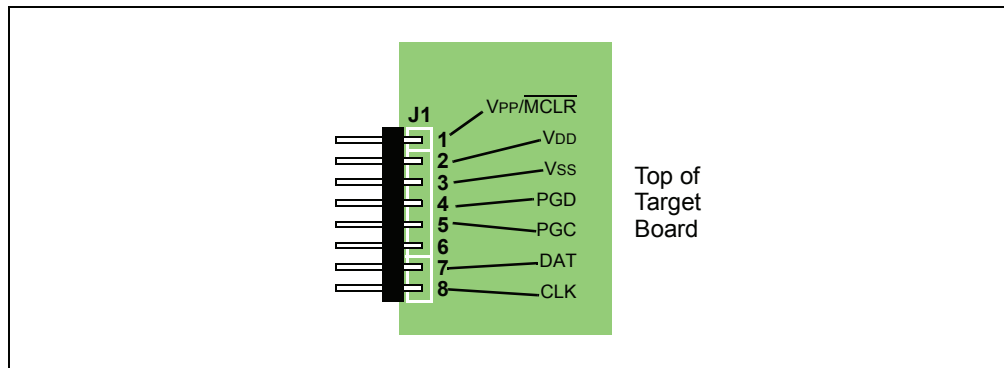 J1
1 VPP/MCLR
2 VDD
3 VSS
4 PGD
5 PGC
6
7 DAT
8 CLK
Top of
Target
Board